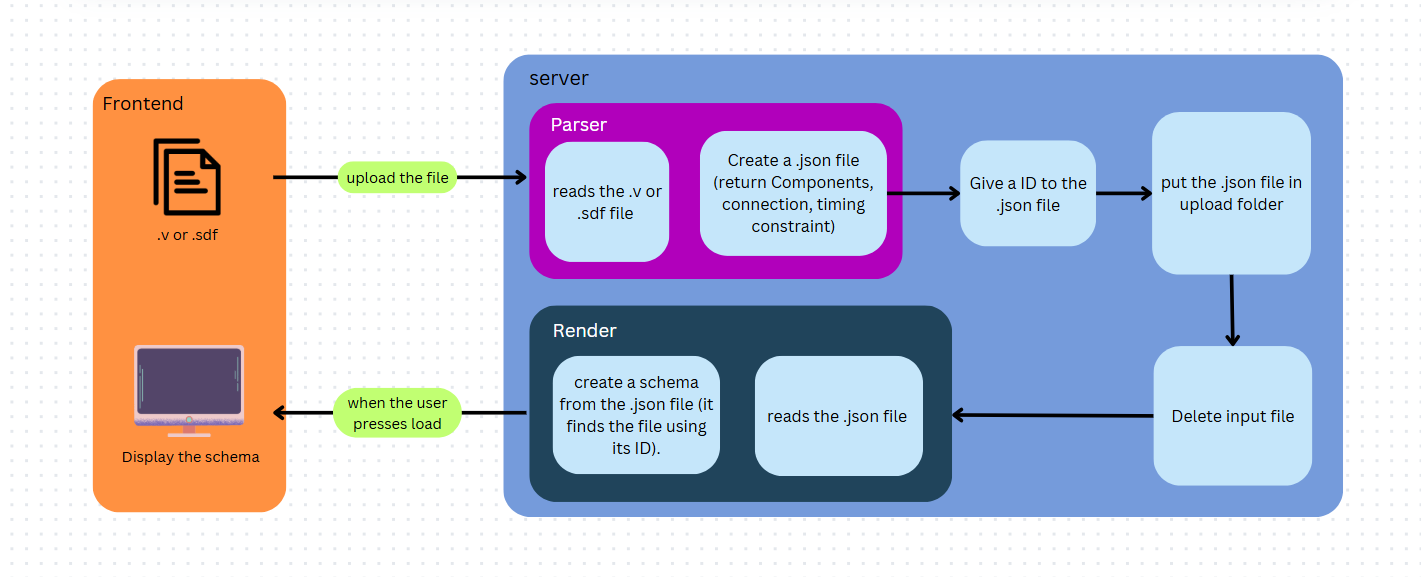 server
Frontend
Parser
Create a .json file
(return Components,
connection, timing
constraint)
reads the .v or
.sdf file
upload the file
Give a ID to the
.json file
put the .json file in
upload folder
.v or .sdf
Render
create a schema
from the .json file (it
finds the file using
its ID).
reads the .json file
Delete input file
when the user
presses load
Display the schema